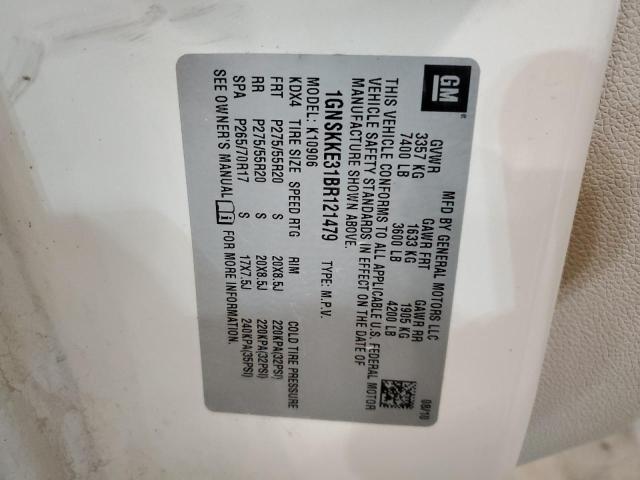 GM
MFD BY GENERAL MOTORS LLC 08/10
GVWR GAWR FRT GAWR RR
3357 KG 1633 KG 1905 KG
7400 LB 3600 LB 4200 LB
THIS VEHICLE CONFORMS TO ALL APPLICABLE U.S. FEDERAL MOTOR
VEHICLE SAFETY STANDARDS IN EFFECT ON THE DATE OF
MANUFACTURE SHOWN ABOVE.
1GNSKKE31BR121479 TYPE: M.P.V.
MODEL: K10906
KDX4 TIRE SIZE SPEED RTG RIM COLD TIRE PRESSURE
FRT P275/55R20 S 20X8.5J 220KPA(32PSI)
RR P275/55R20 S 20X8.5J 220KPA(32PSI)
SPA P265/70R17 S 17X7.5J 240KPA(35PSI)
SEE OWNER'S MANUAL FOR MORE INFORMATION.